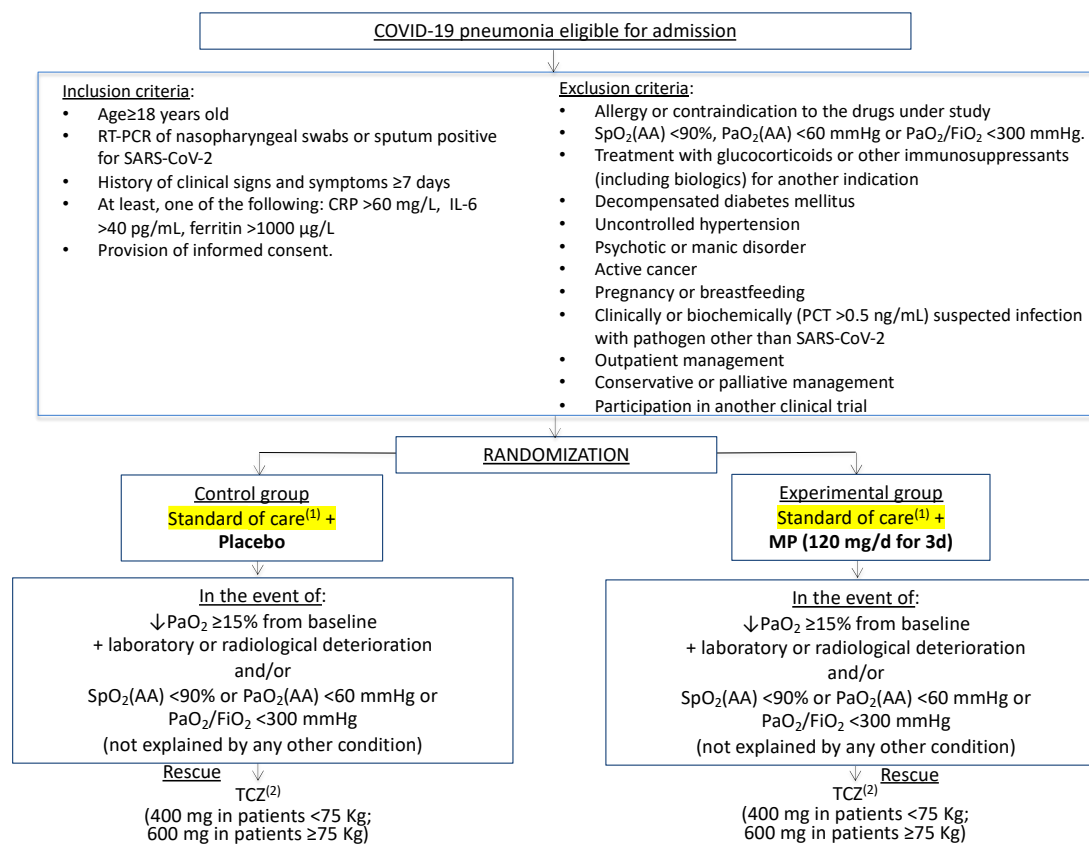 COVID-19 pneumonia eligible for admission
Inclusion criteria:
• Age≥18 years old
• RT-PCR of nasopharyngeal swabs or sputum positive
for SARS-CoV-2
• History of clinical signs and symptoms ≥7 days
• At least, one of the following: CRP >60 mg/L, IL-6
>40 pg/mL, ferritin >1000 µg/L
• Provision of informed consent.
Exclusion criteria:
• Allergy or contraindication to the drugs under study
• SpO₂(AA) <90%, PaO₂(AA) <60 mmHg or PaO₂/FiO₂ <300 mmHg.
• Treatment with glucocorticoids or other immunosuppressants
(including biologics) for another indication
• Decompensated diabetes mellitus
• Uncontrolled hypertension
• Psychotic or manic disorder
• Active cancer
• Pregnancy or breastfeeding
• Clinically or biochemically (PCT >0.5 ng/mL) suspected infection
with pathogen other than SARS-CoV-2
• Outpatient management
• Conservative or palliative management
• Participation in another clinical trial
RANDOMIZATION
Control group
Standard of care⁽¹⁾ +
Placebo
In the event of:
↓PaO₂ ≥15% from baseline
+ laboratory or radiological deterioration
and/or
SpO₂(AA) <90% or PaO₂(AA) <60 mmHg or
PaO₂/FiO₂ <300 mmHg
(not explained by any other condition)
Rescue
TCZ⁽²⁾
(400 mg in patients <75 Kg;
600 mg in patients ≥75 Kg)
Experimental group
Standard of care⁽¹⁾ +
MP (120 mg/d for 3d)
In the event of:
↓PaO₂ ≥15% from baseline
+ laboratory or radiological deterioration
and/or
SpO₂(AA) <90% or PaO₂(AA) <60 mmHg or
PaO₂/FiO₂ <300 mmHg
(not explained by any other condition)
Rescue
TCZ⁽²⁾
(400 mg in patients <75 Kg;
600 mg in patients ≥75 Kg)